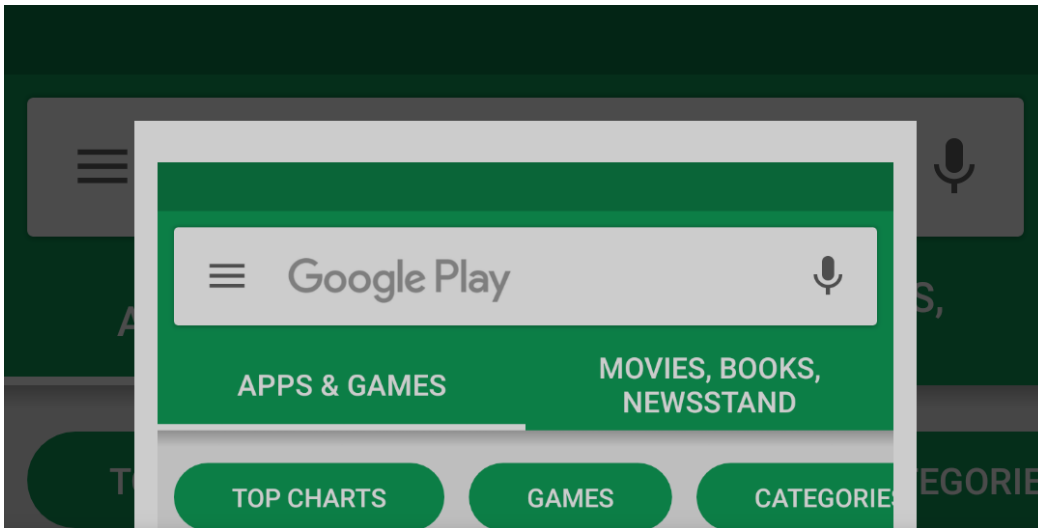 Google Play
APPS & GAMES
MOVIES, BOOKS,
NEWSSTAND
TOP CHARTS
GAMES
CATEGORIES